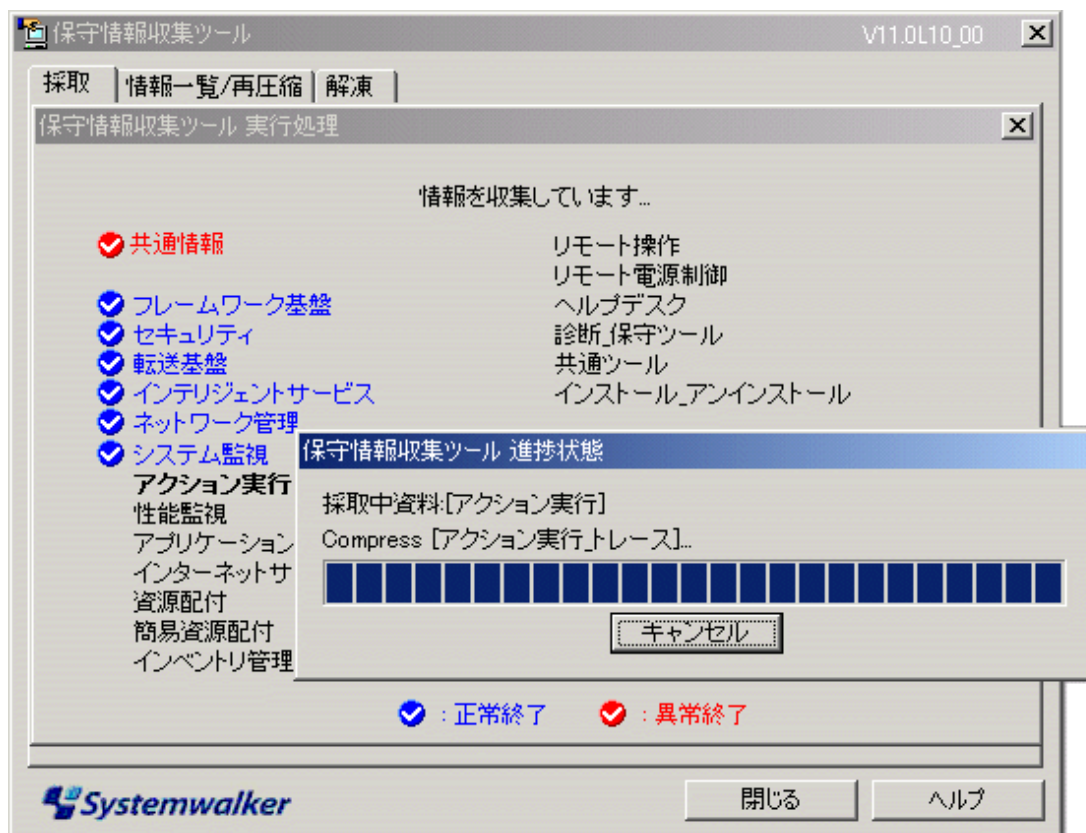 保守情報収集ツール V11.0L10_00
採取 情報一覧/再圧縮 解凍
保守情報収集ツール 実行処理
情報を収集しています...
共通情報
フレームワーク基盤
セキュリティ
転送基盤
インテリジェントサービス
ネットワーク管理
システム監視
アクション実行
性能監視
アプリケーション
インターネットサ
資源配付
簡易資源配付
インベントリ管理
リモート操作
リモート電源制御
ヘルプデスク
診断_保守ツール
共通ツール
インストール_アンインストール
保守情報収集ツール 進捗状態
採取中資料:[アクション実行]
Compress [アクション実行_トレース]...
キャンセル
:正常終了 :異常終了
Systemwalker
閉じる ヘルプ